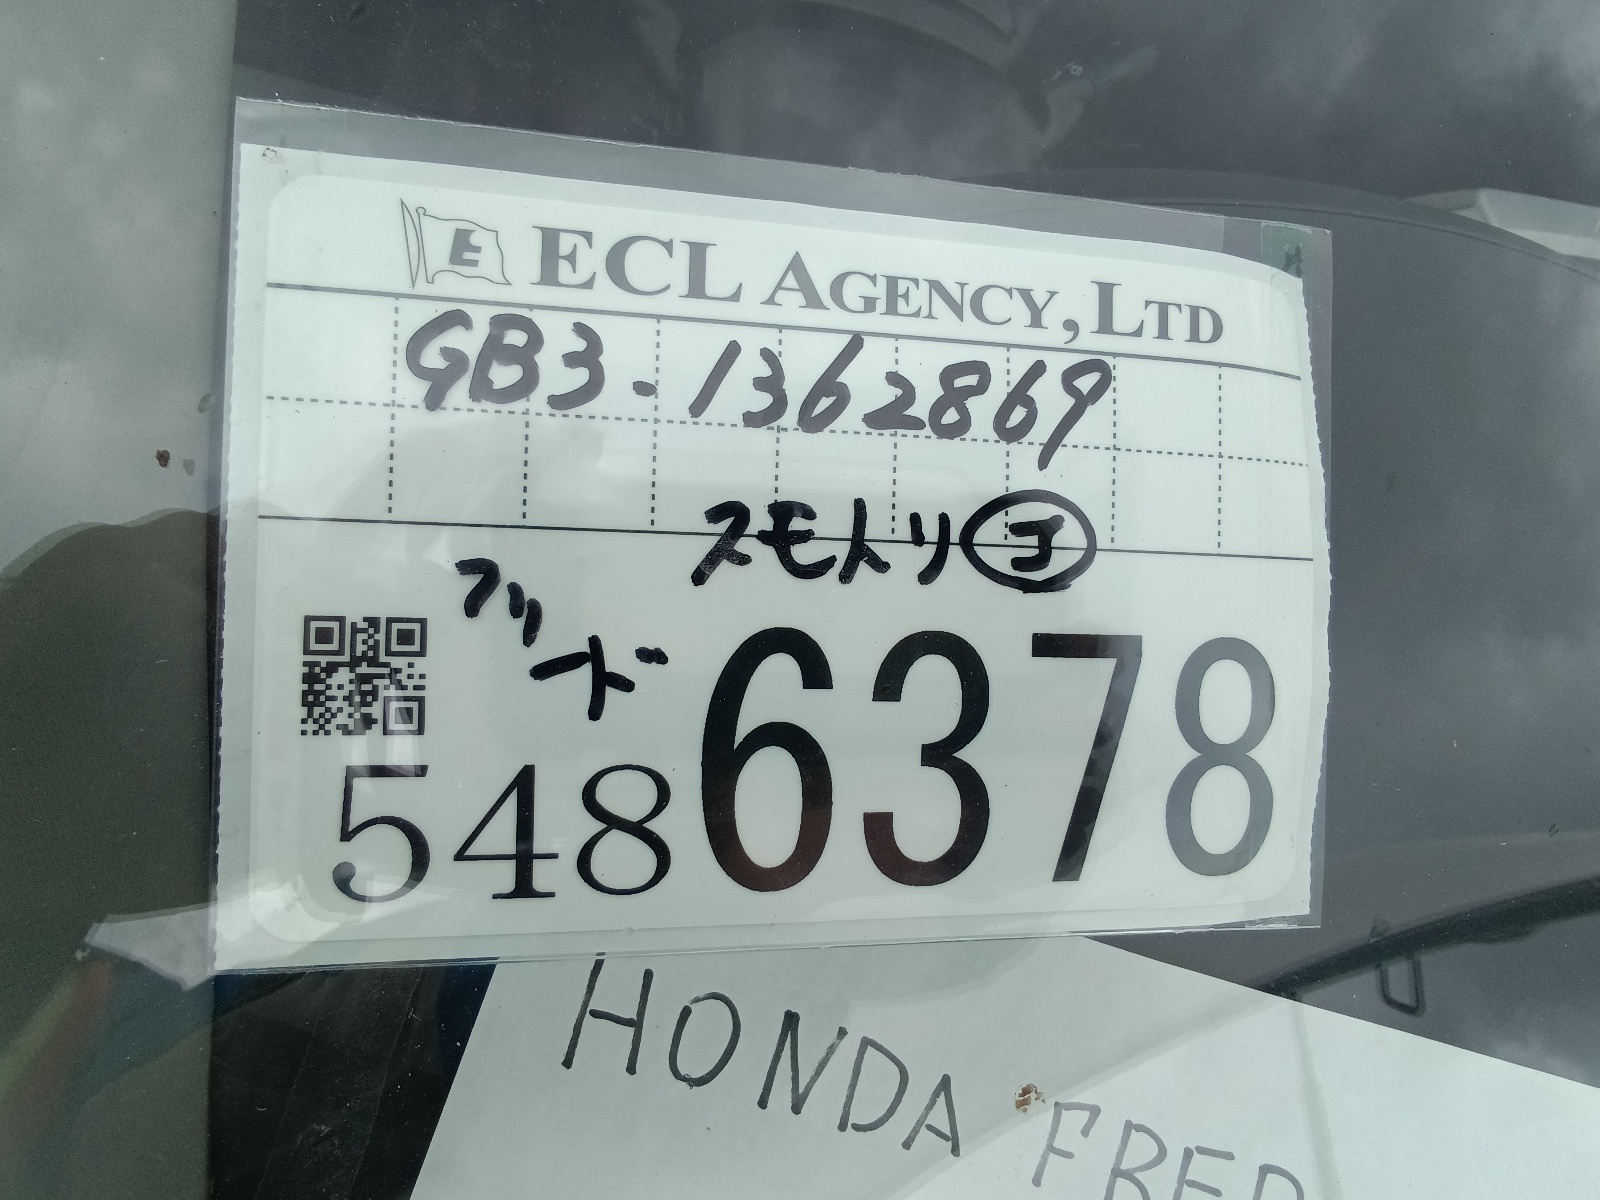 E ECL AGENCY, LTD
GB3-1362869
スモトリ J
フリード
5486378
HONDA FRED